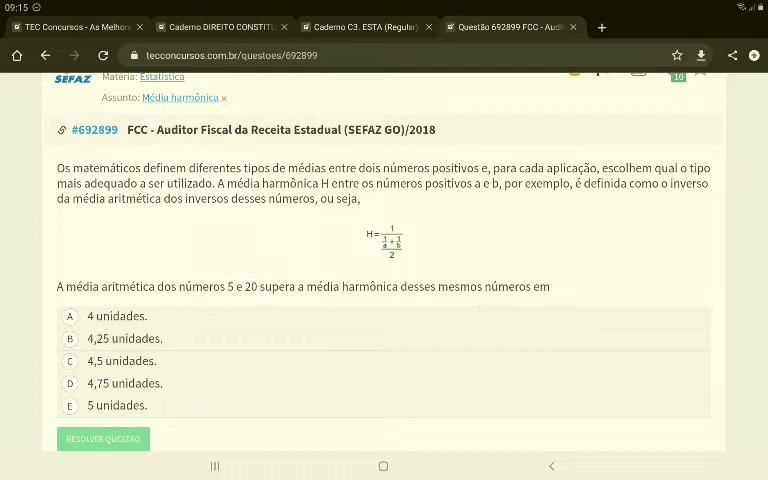 09:15
TEC Concursos - As Melhore
Caderno DIREITO CONSTITU
Caderno C3. ESTA (Regular)
Questão 692899 FCC - Audi
tecconcursos.com.br/questoes/692899
SEFAZ
Matéria: Estatística
10
Assunto: Média harmônica
#692899 FCC - Auditor Fiscal da Receita Estadual (SEFAZ GO)/2018
Os matemáticos definem diferentes tipos de médias entre dois números positivos e, para cada aplicação, escolhem qual o tipo
mais adequado a ser utilizado. A média harmônica H entre os números positivos a e b, por exemplo, é definida como o inverso
da média aritmética dos inversos desses números, ou seja,
1
H=
1 + 1
a b
2
A média aritmética dos números 5 e 20 supera a média harmônica desses mesmos números em
A 4 unidades.
B 4,25 unidades.
C 4,5 unidades.
D 4,75 unidades.
E 5 unidades.
RESOLVER QUESTÃO